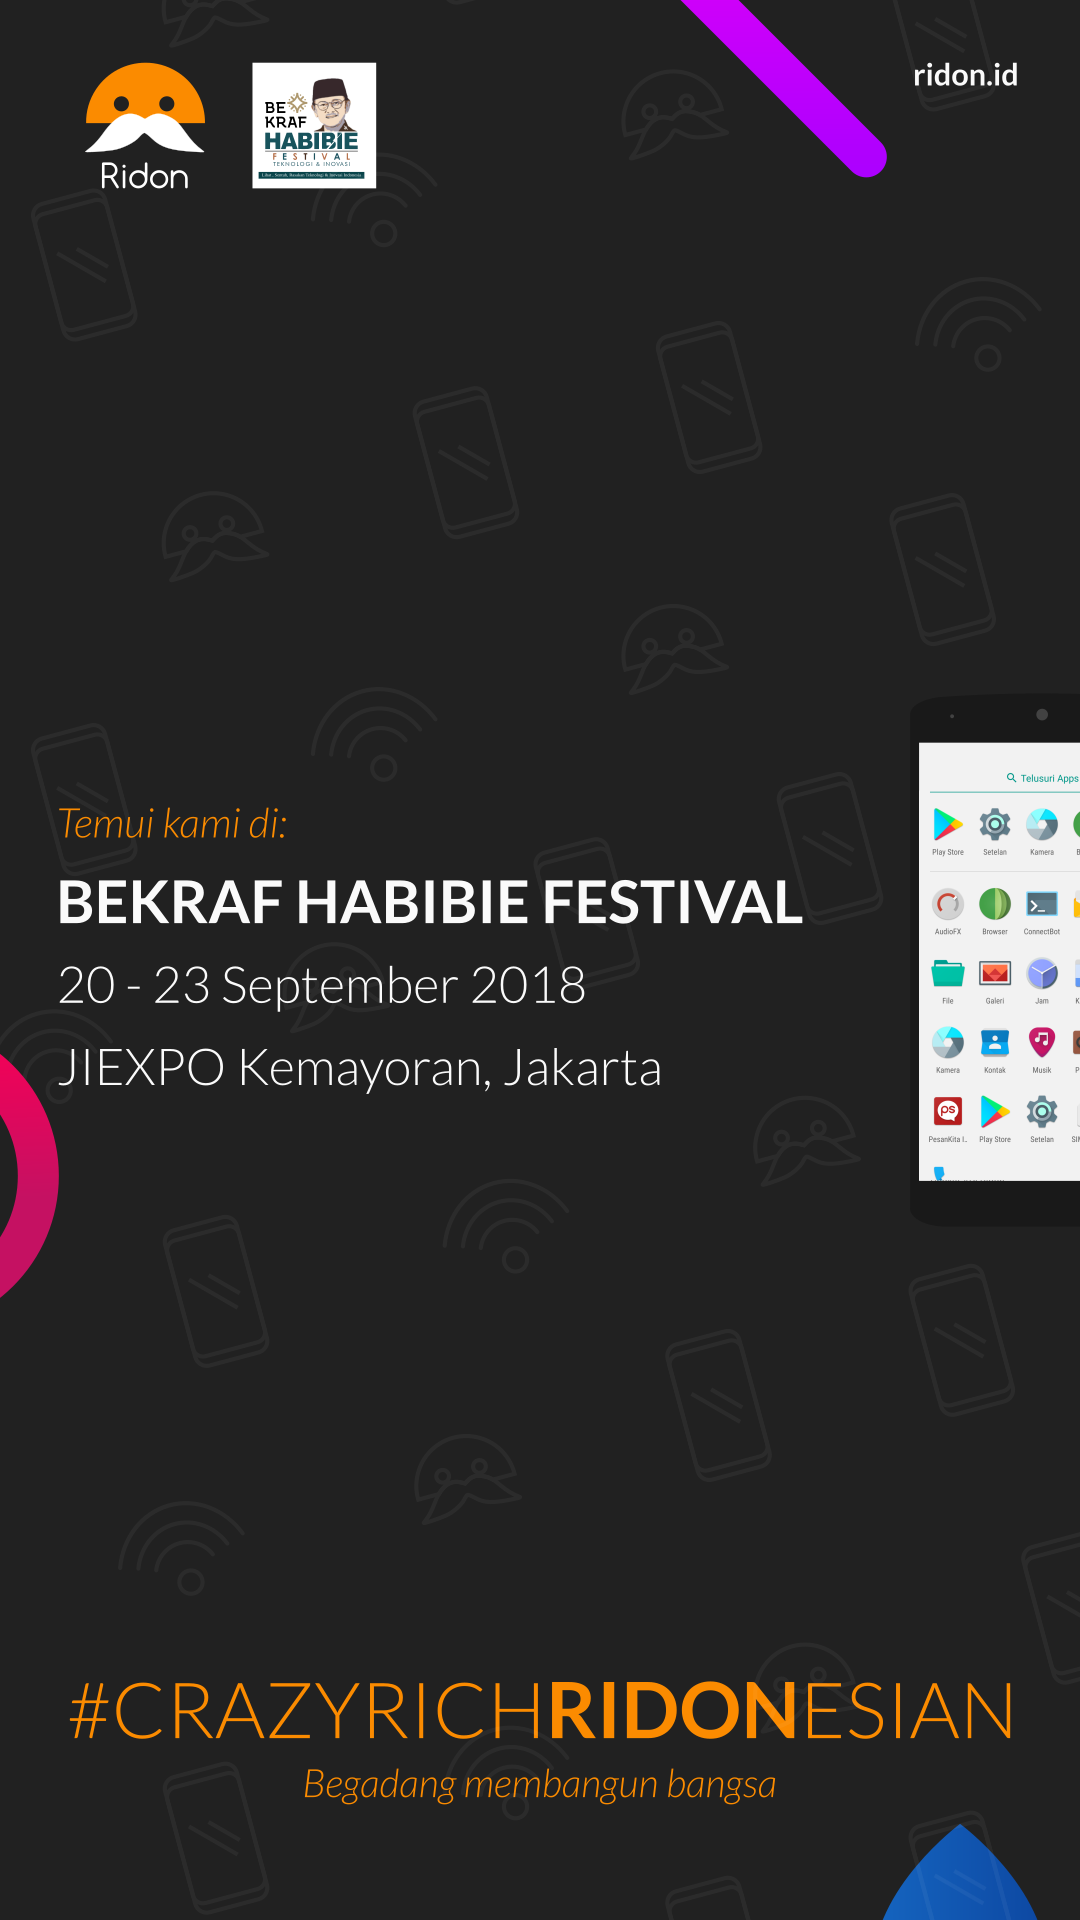 Ridon
BE
KRAF
HABIBIE
FESTIVAL
TEKNOLOGI & INOVASI
ridon.id
Temui kami di:
BEKRAF HABIBIE FESTIVAL
20 - 23 September 2018
JIEXPO Kemayoran, Jakarta
Telusuri Apps
Play Store Setelan Kamera
AudioFX Browser ConnectBot
File Galeri Jam
Kamera Kontak Musik
PesanKita I.. Play Store Setelan
#CRAZYRICHRIDONESIAN
Begadang membangun bangsa